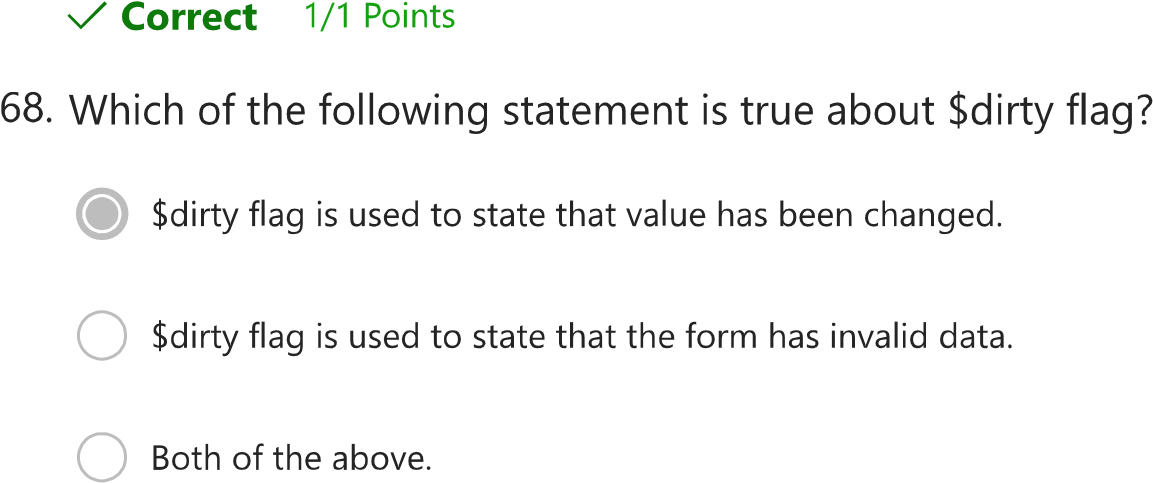 Correct 1/1 Points
68. Which of the following statement is true about $dirty flag?
$dirty flag is used to state that value has been changed.
$dirty flag is used to state that the form has invalid data.
Both of the above.